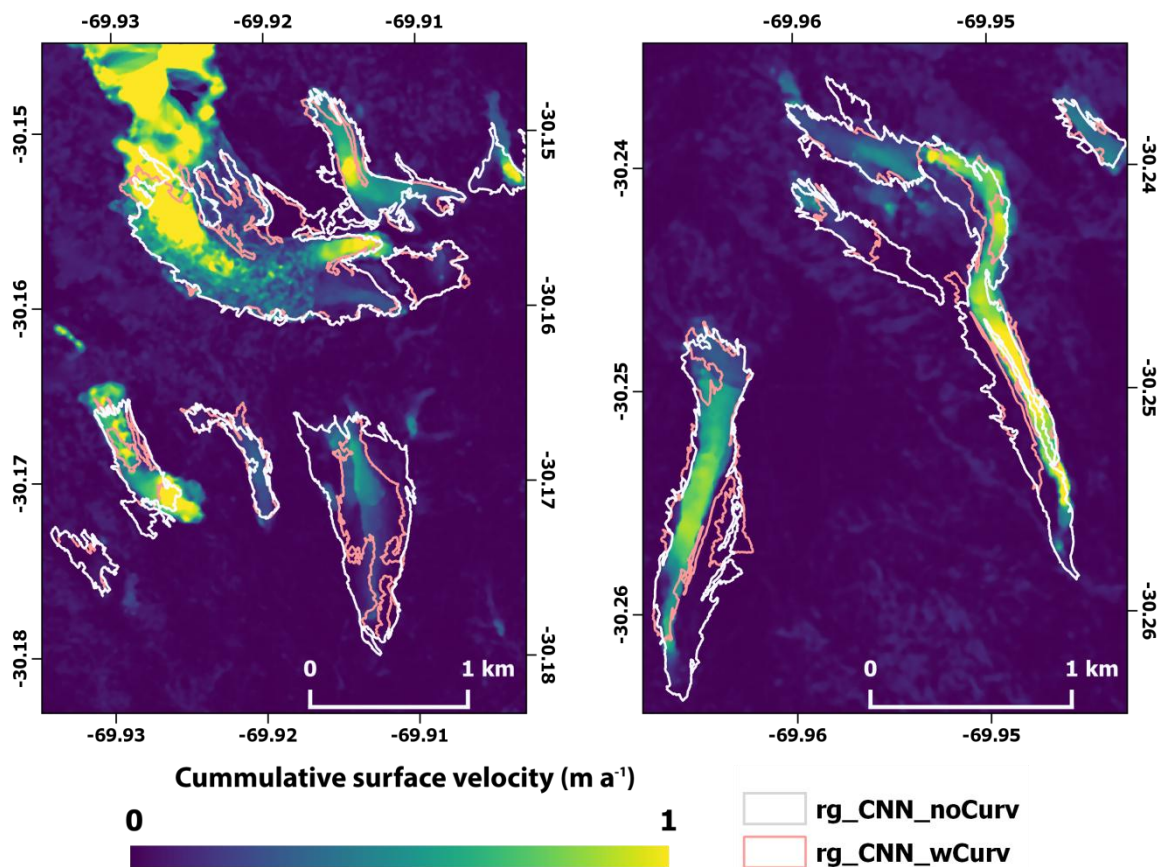 -69.93 -69.92 -69.91
-69.96 -69.95
-30.15
-30.16
-30.17
-30.18
-30.15
-30.16
-30.17
-30.18
-30.24
-30.25
-30.26
-30.24
-30.25
-30.26
0 1 km
0 1 km
-69.93 -69.92 -69.91
-69.96 -69.95
Cummulative surface velocity (m a⁻¹)
0 1
rg_CNN_noCurv
rg_CNN_wCurv